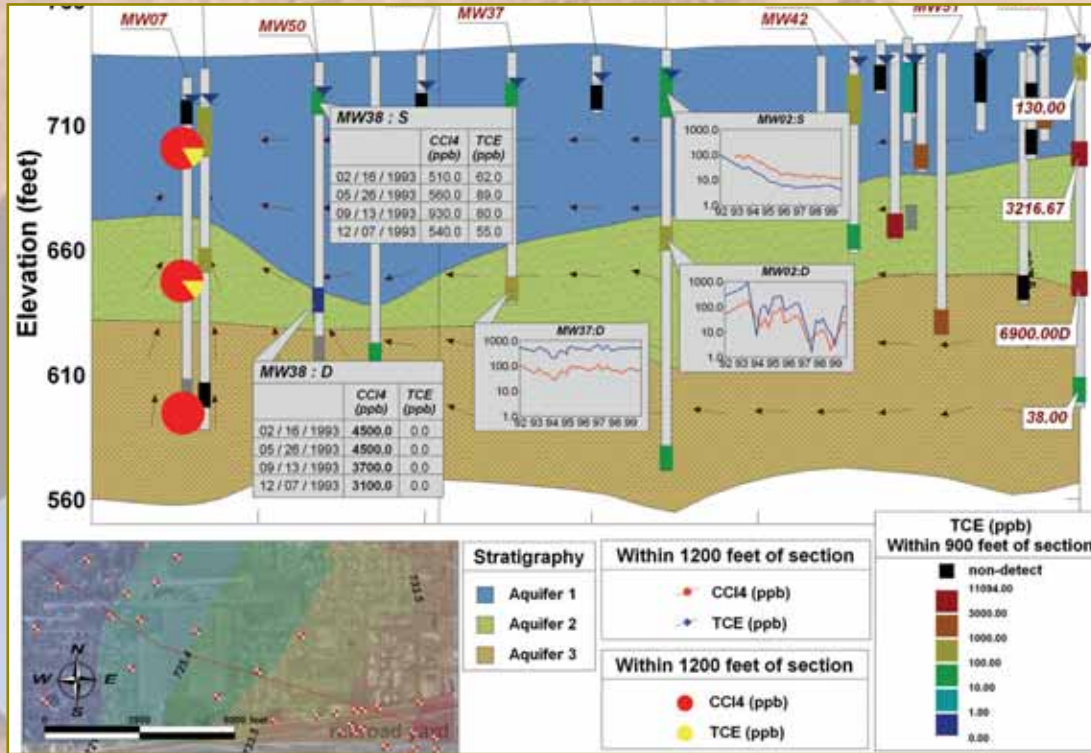 MW07
MW50
MW37
MW42
Elevation (feet)
710
660
610
560
MW38 : S
CCl4 (ppb) TCE (ppb)
02 / 16 / 1993 510.0 62.0
05 / 26 / 1993 560.0 89.0
09 / 13 / 1993 930.0 80.0
12 / 07 / 1993 540.0 55.0
MW02:S
1000.0
100.0
10.0
1.0
92 93 94 95 96 97 98 99
130.00
3216.67
6900.00D
38.00
MW02:D
1000.0
100.0
10.0
1.0
92 93 94 95 96 97 98 99
MW37:D
1000.0
100.0
10.0
1.0
92 93 94 95 96 97 98 99
MW38 : D
CCl4 (ppb) TCE (ppb)
02 / 16 / 1993 4500.0 0.0
05 / 26 / 1993 4500.0 0.0
09 / 13 / 1993 3700.0 0.0
12 / 07 / 1993 3100.0 0.0
733.5
725.4
733.5
N
W E
S
0 feet
railroad yard
Stratigraphy
Aquifer 1
Aquifer 2
Aquifer 3
Within 1200 feet of section
CCl4 (ppb)
TCE (ppb)
Within 1200 feet of section
CCl4 (ppb)
TCE (ppb)
TCE (ppb)
Within 900 feet of section
non-detect
11094.00
3000.00
1000.00
100.00
10.00
1.00
0.00